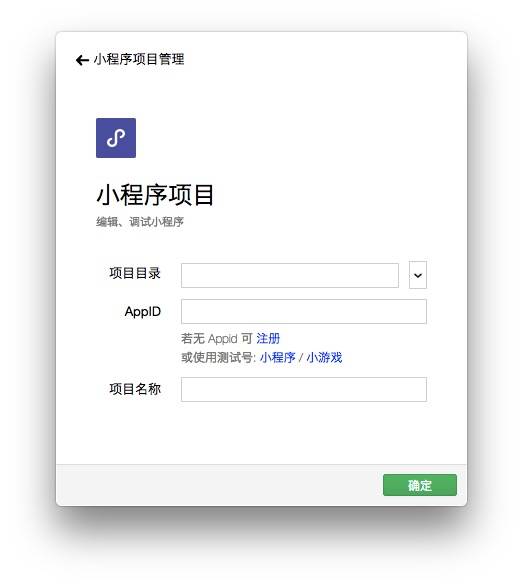 小程序项目管理
小程序项目
编辑、调试小程序
项目目录
AppID
若无 Appid 可 注册
或使用测试号: 小程序 / 小游戏
项目名称
确定